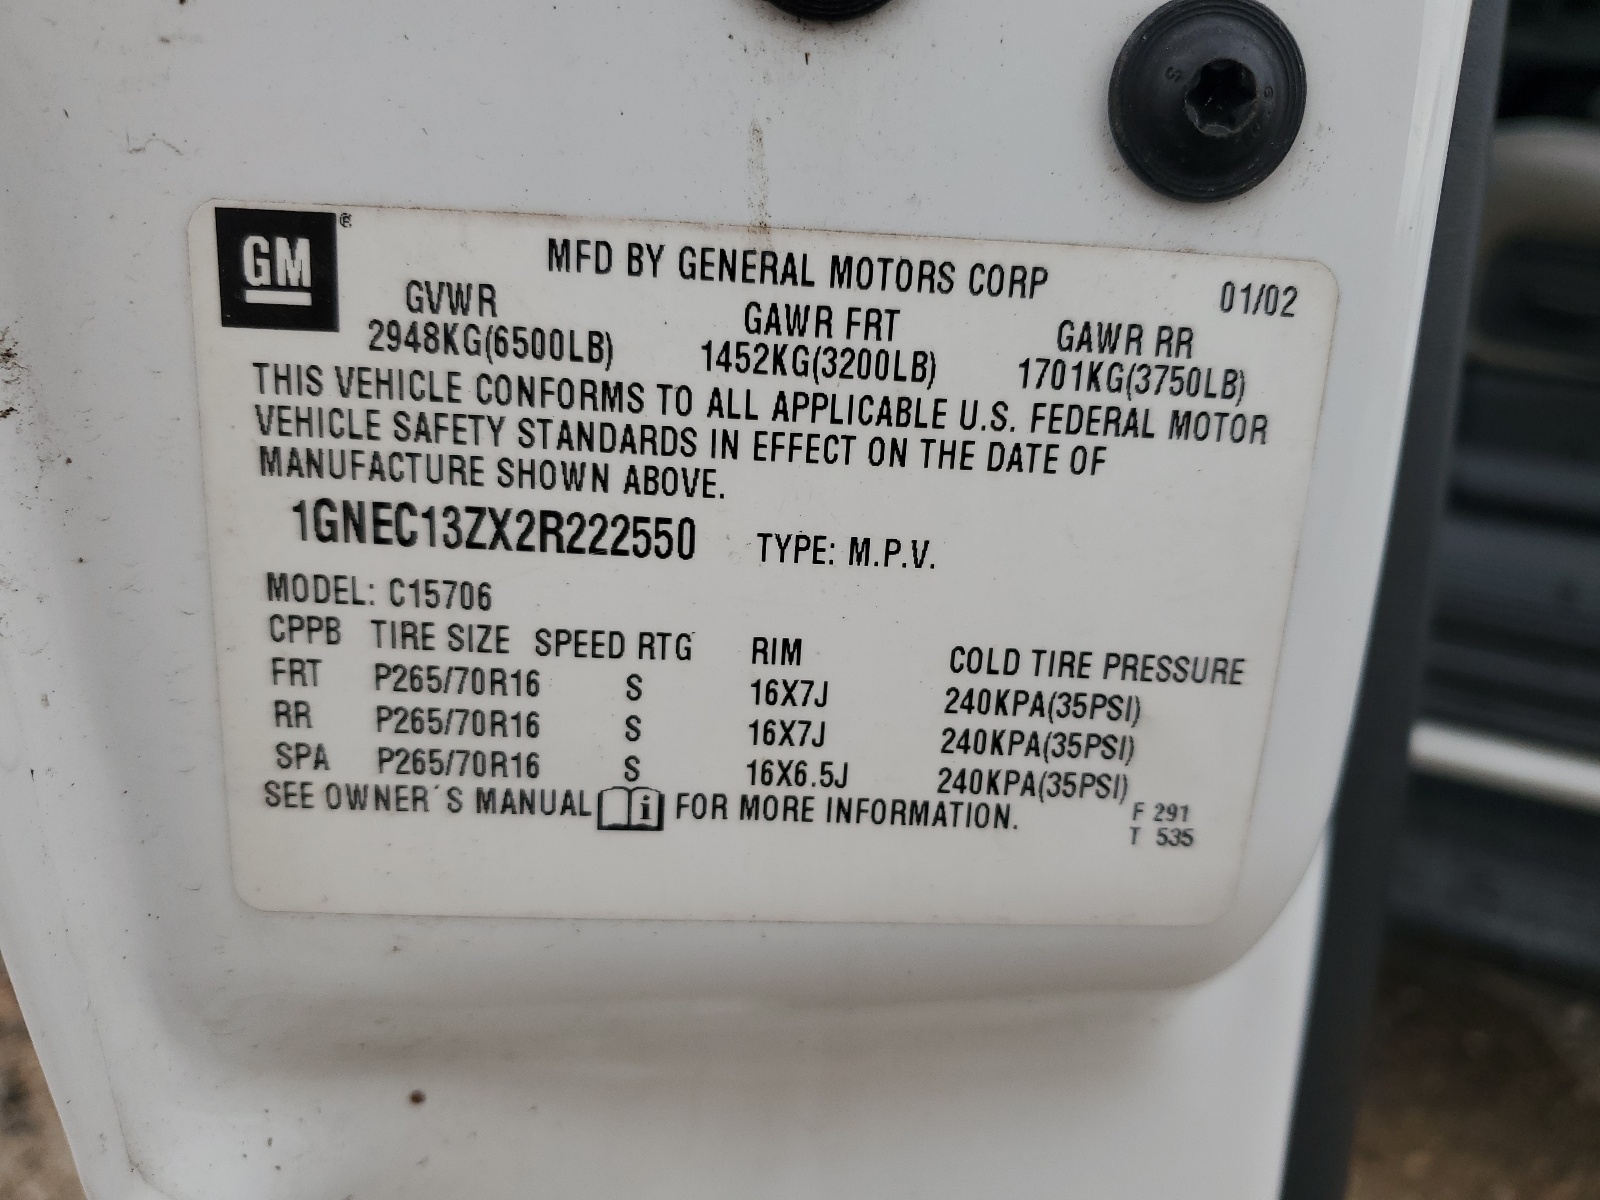 GM ®
MFD BY GENERAL MOTORS CORP 01/02
GVWR GAWR FRT GAWR RR
2948KG(6500LB) 1452KG(3200LB) 1701KG(3750LB)
THIS VEHICLE CONFORMS TO ALL APPLICABLE U.S. FEDERAL MOTOR
VEHICLE SAFETY STANDARDS IN EFFECT ON THE DATE OF
MANUFACTURE SHOWN ABOVE.
1GNEC13ZX2R222550 TYPE: M.P.V.
MODEL: C15706
CPPB TIRE SIZE SPEED RTG RIM COLD TIRE PRESSURE
FRT P265/70R16 S 16X7J 240KPA(35PSI)
RR P265/70R16 S 16X7J 240KPA(35PSI)
SPA P265/70R16 S 16X6.5J 240KPA(35PSI)
SEE OWNER´S MANUAL i FOR MORE INFORMATION.
F 291
T 535